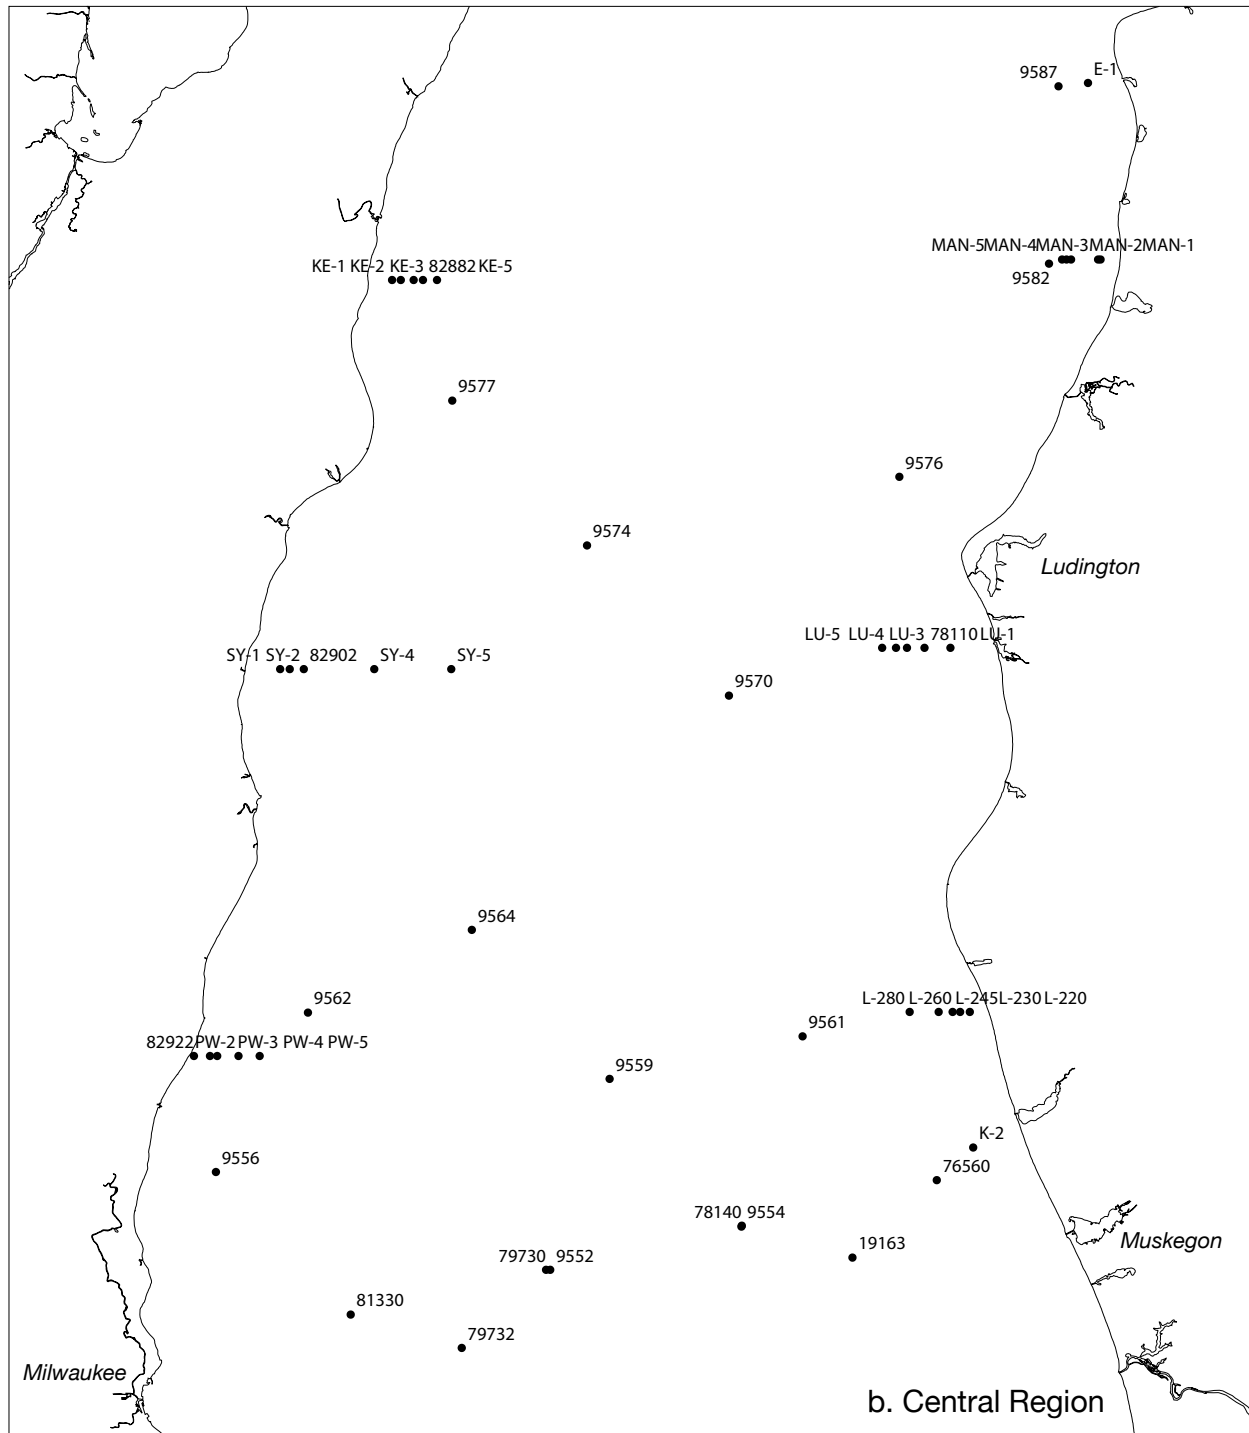 E-1
9587
MAN-5MAN-4MAN-3MAN-2MAN-1
KE-1 KE-2 KE-3 82882 KE-5
9582
9577
9576
9574
Ludington
LU-5 LU-4 LU-3 78110 LU-1
SY-1 SY-2 82902 SY-4 SY-5
9570
9564
9562
L-280 L-260 L-245 L-230 L-220
9561
82922 PW-2 PW-3 PW-4 PW-5
9559
K-2
9556
76560
78140 9554
Muskegon
19163
79730 9552
81330
79732
Milwaukee
b. Central Region